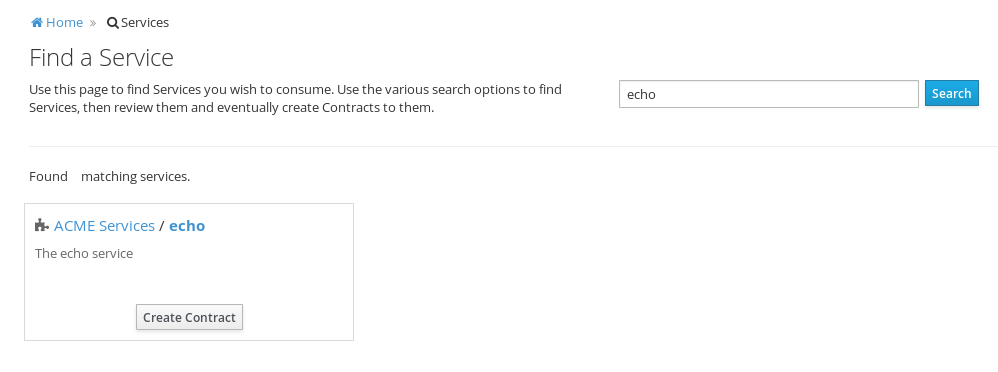 Home » Services
Find a Service
Use this page to find Services you wish to consume. Use the various search options to find
Services, then review them and eventually create Contracts to them.
echo
Search
Found matching services.
ACME Services / echo
The echo service
Create Contract